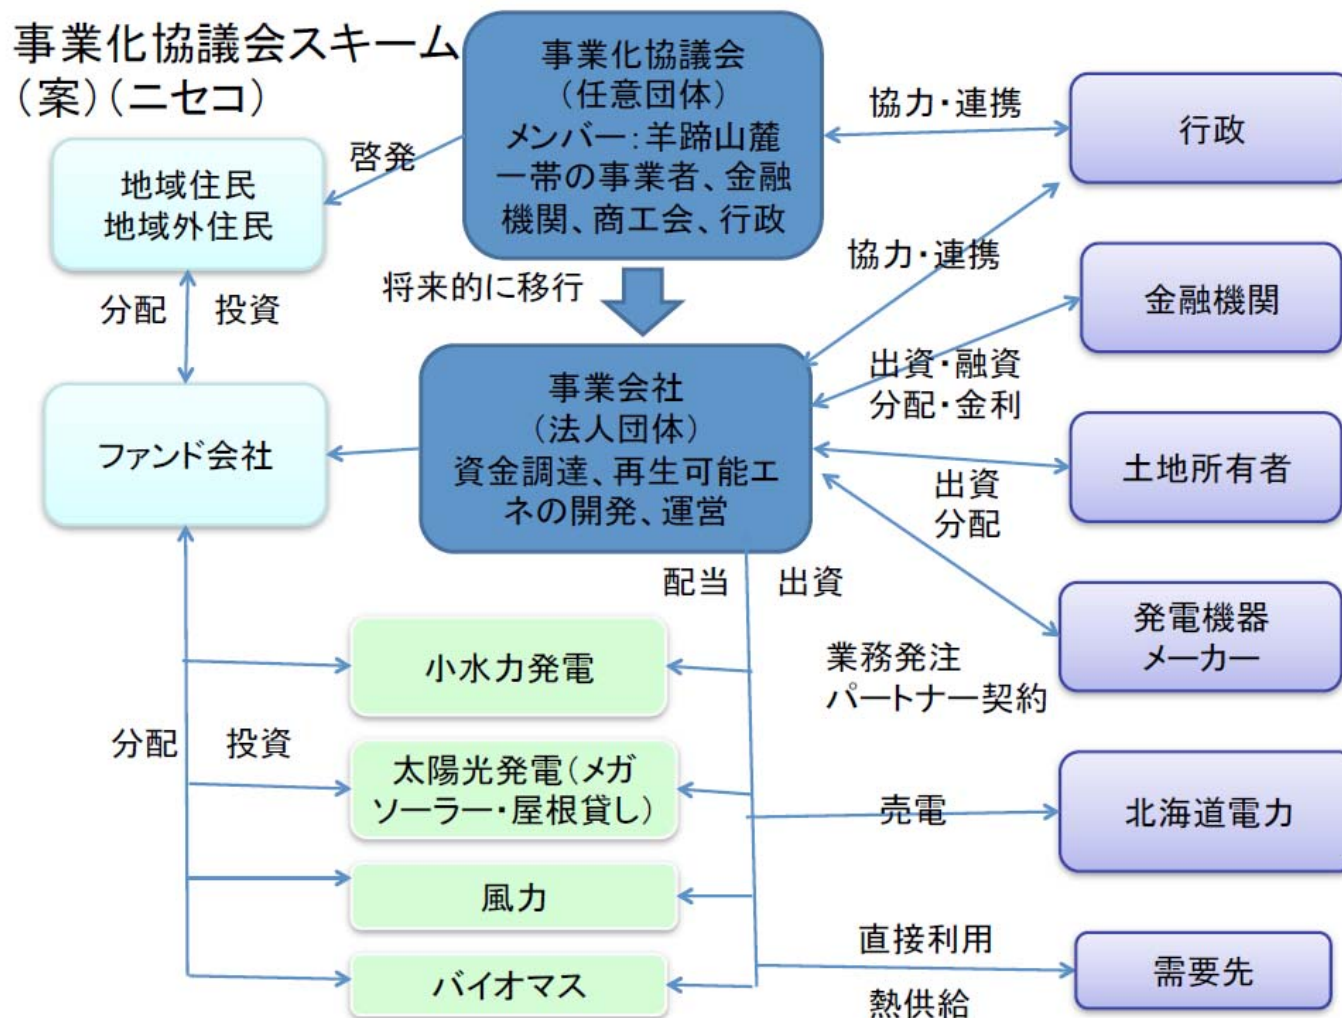 事業化協議会スキーム
（案）（ニセコ）
事業化協議会
（任意団体）
メンバー：羊蹄山麓
一帯の事業者、金融
機関、商工会、行政
協力・連携
行政
啓発
地域住民
地域外住民
協力・連携
将来的に移行
金融機関
分配
投資
事業会社
（法人団体）
資金調達、再生可能エ
ネの開発、運営
出資・融資
分配・金利
ファンド会社
土地所有者
出資
分配
配当
出資
発電機器
メーカー
小水力発電
業務発注
パートナー契約
分配
投資
太陽光発電（メガ
ソーラー・屋根貸し）
売電
北海道電力
風力
直接利用
熱供給
需要先
バイオマス